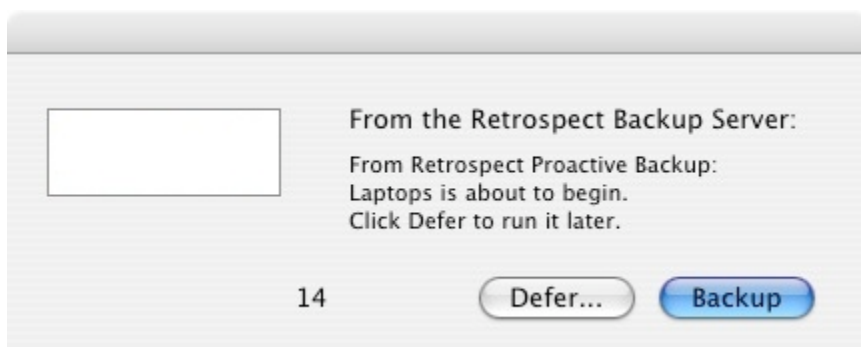 From the Retrospect Backup Server:
From Retrospect Proactive Backup:
Laptops is about to begin.
Click Defer to run it later.
14
Defer...
Backup